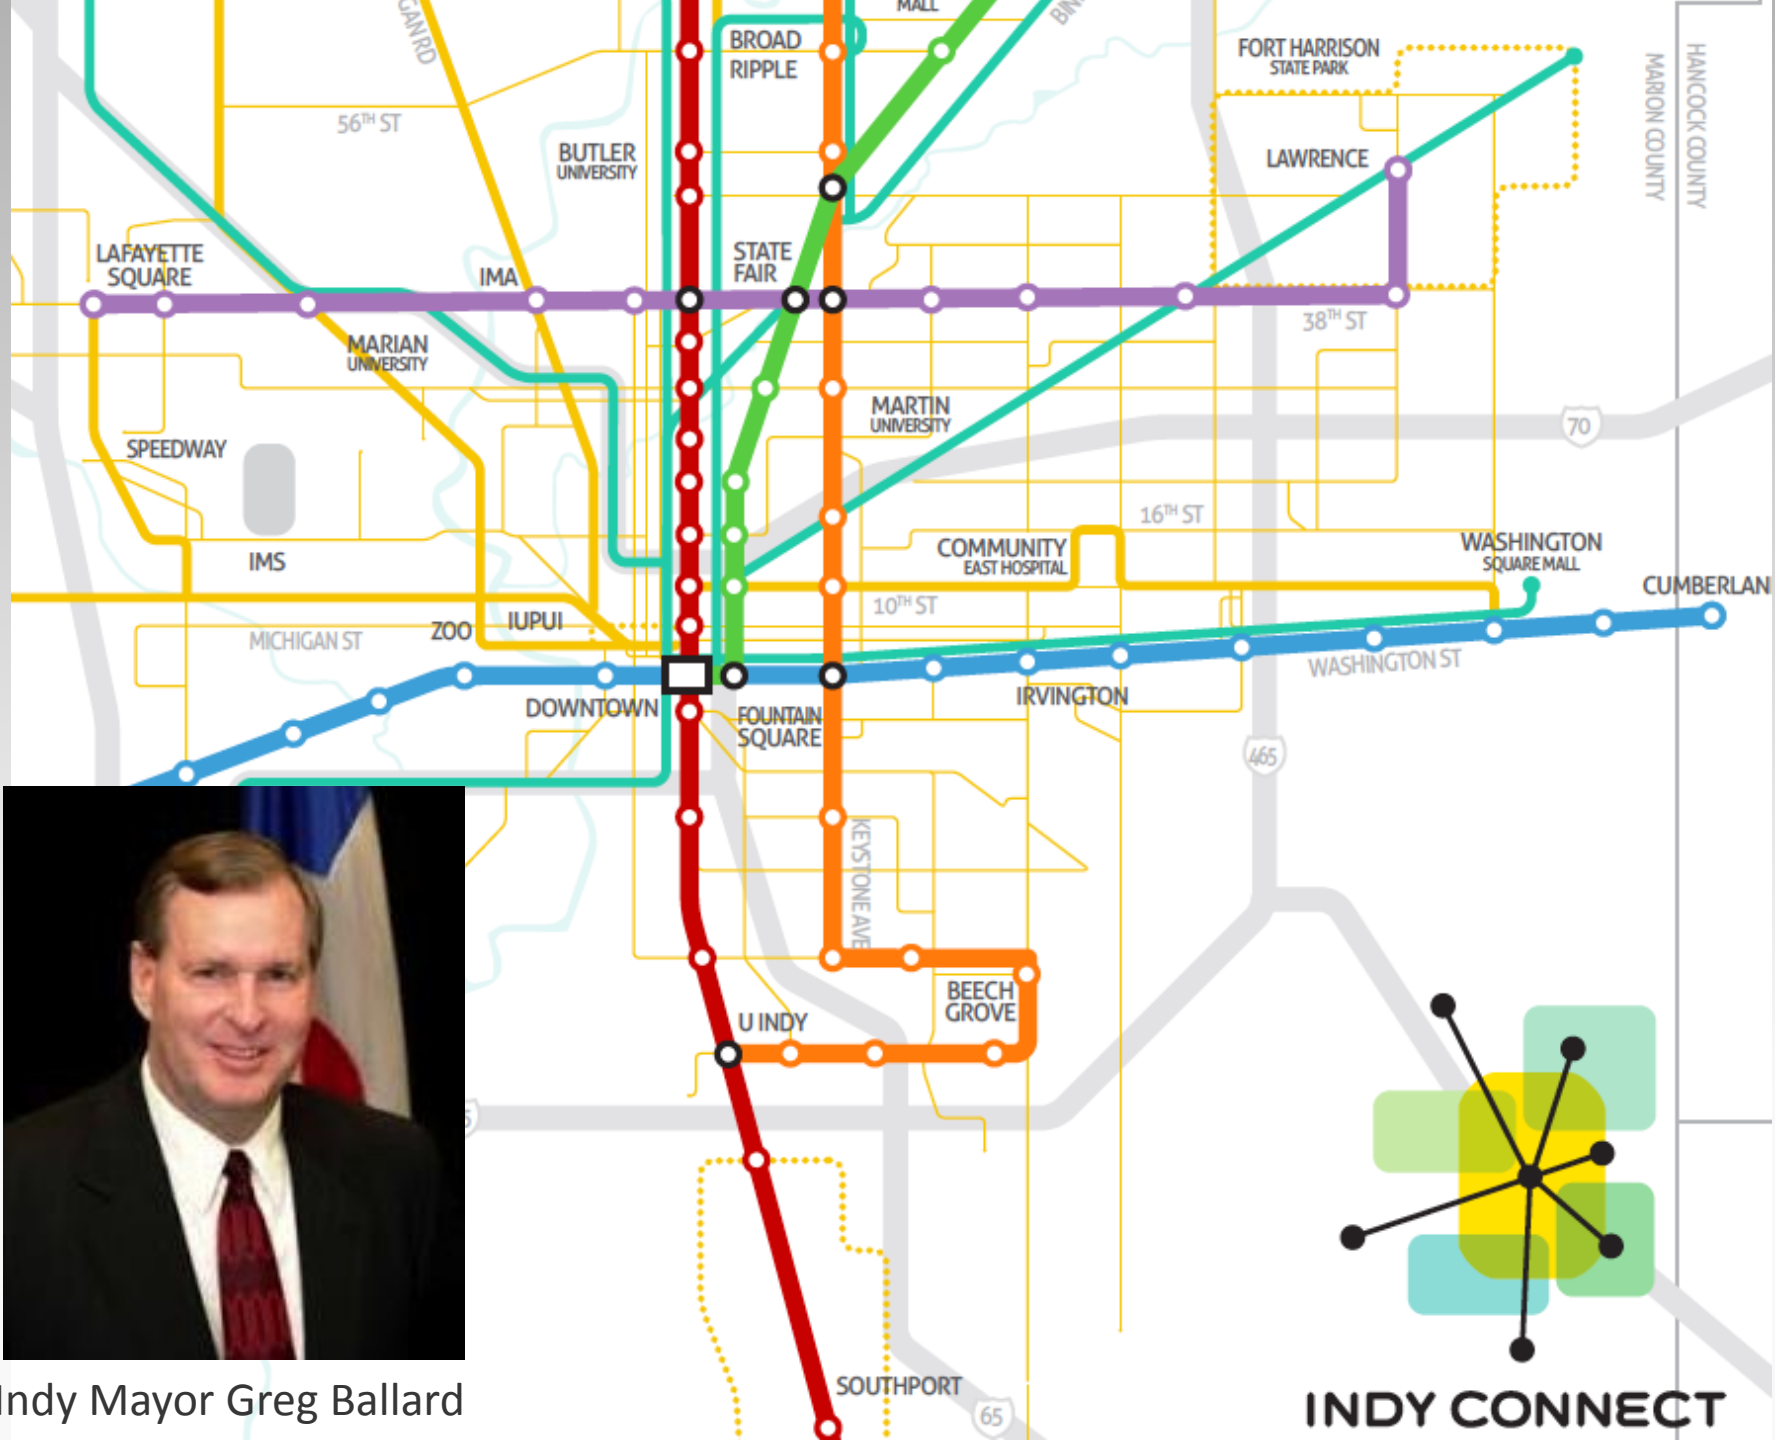 MALL
BROAD
RIPPLE
FORT HARRISON
STATE PARK
HANCOCK COUNTY
MARION COUNTY
56TH ST
BUTLER
UNIVERSITY
LAWRENCE
LAFAYETTE
SQUARE
IMA
STATE
FAIR
38TH ST
MARIAN
UNIVERSITY
MARTIN
UNIVERSITY
70
SPEEDWAY
16TH ST
IMS
COMMUNITY
EAST HOSPITAL
WASHINGTON
SQUARE MALL
CUMBERLAN
10TH ST
IUPUI
ZOO
MICHIGAN ST
WASHINGTON ST
DOWNTOWN
IRVINGTON
FOUNTAIN
SQUARE
465
KEYSTONE AVE
BEECH
GROVE
U INDY
SOUTHPORT
65
Indy Mayor Greg Ballard
INDY CONNECT